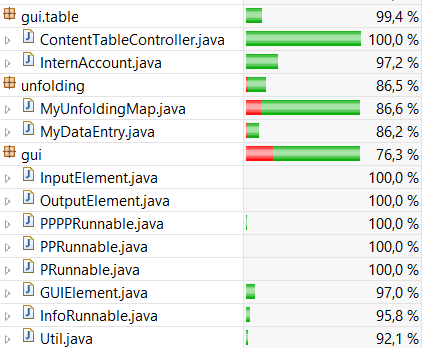 gui.table 99,4 %
ContentTableController.java 100,0 %
InternAccount.java 97,2 %
unfolding 86,5 %
MyUnfoldingMap.java 86,6 %
MyDataEntry.java 86,2 %
gui 76,3 %
InputElement.java 100,0 %
OutputElement.java 100,0 %
PPPPRunnable.java 100,0 %
PPRunnable.java 100,0 %
PRunnable.java 100,0 %
GUIElement.java 97,0 %
InfoRunnable.java 95,8 %
Util.java 92,1 %